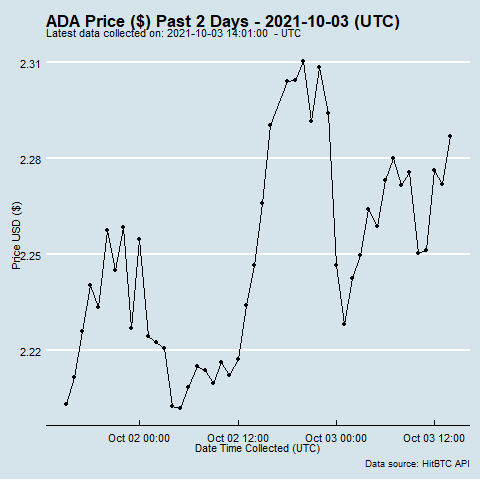 ADA Price ($) Past 2 Days - 2021-10-03 (UTC)
Latest data collected on: 2021-10-03 14:01:00  - UTC
2.31
2.28
2.25
2.22
Price USD ($)
Oct 02 00:00
Oct 02 12:00
Oct 03 00:00
Oct 03 12:00
Date Time Collected (UTC)
Data source: HitBTC API